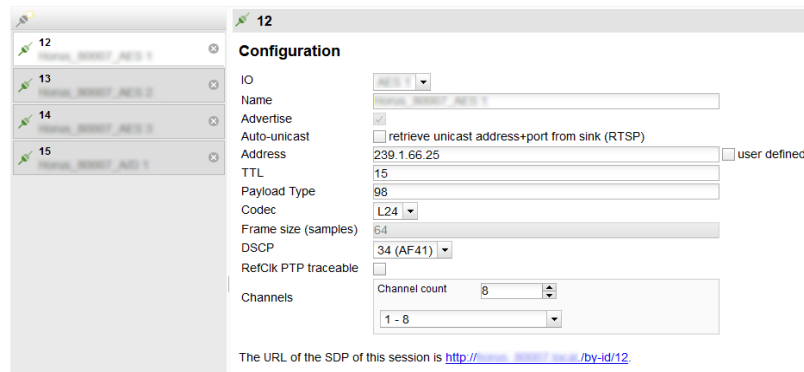 12
12
13
14
15
Configuration
IO
Name
Advertise
Auto-unicast retrieve unicast address+port from sink (RTSP)
Address 239.1.66.25 user defined
TTL 15
Payload Type 98
Codec L24
Frame size (samples) 64
DSCP 34 (AF41)
RefClk PTP traceable
Channels Channel count 8
1 - 8
The URL of the SDP of this session is http:// ./by-id/12.